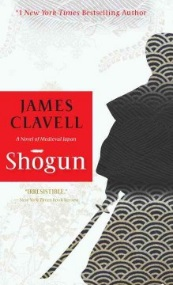 "#1 New York Times Bestselling Author
JAMES
CLAVELL
A Novel of Medieval Japan
Shōgun
"IRRESISTIBLE."